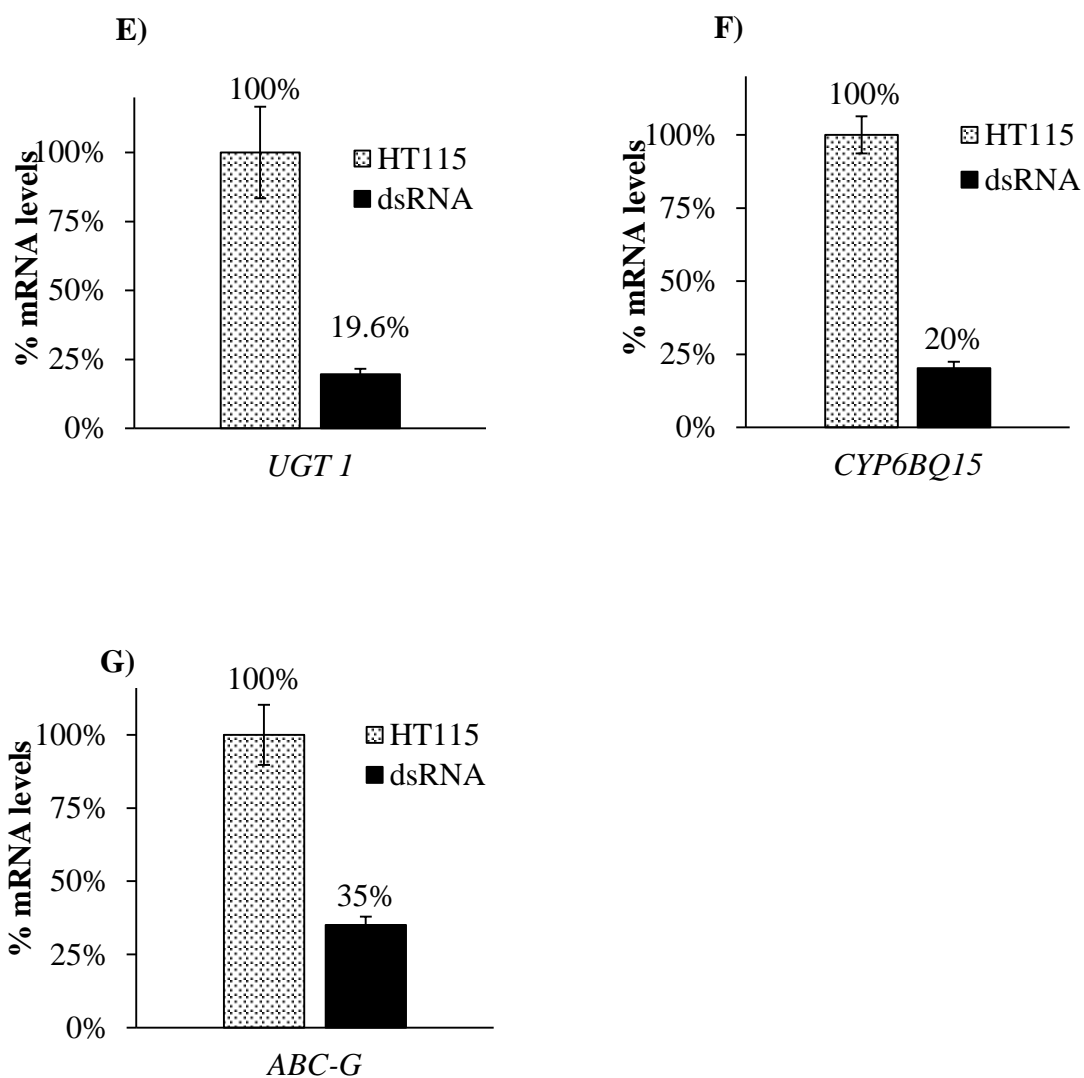 E)
100%
% mRNA levels
100%
75%
50%
25%
0%
HT115
dsRNA
19.6%
UGT 1
F)
100%
% mRNA levels
100%
75%
50%
25%
0%
HT115
dsRNA
20%
CYP6BQ15
G)
100%
% mRNA levels
100%
75%
50%
25%
0%
HT115
dsRNA
35%
ABC-G